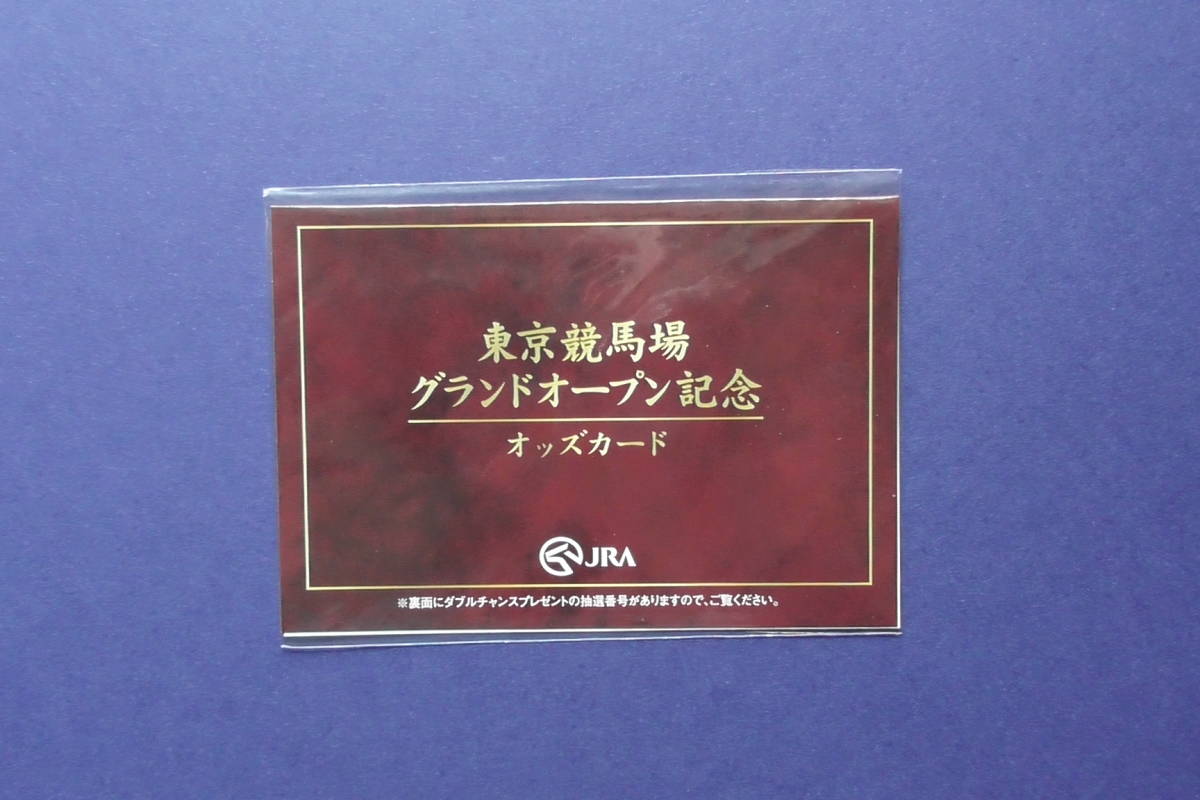 東京競馬場
グランドオープン記念
オッズカード
JRA
※裏面にダブルチャンスプレゼントの抽選番号がありますので、ご覧ください。